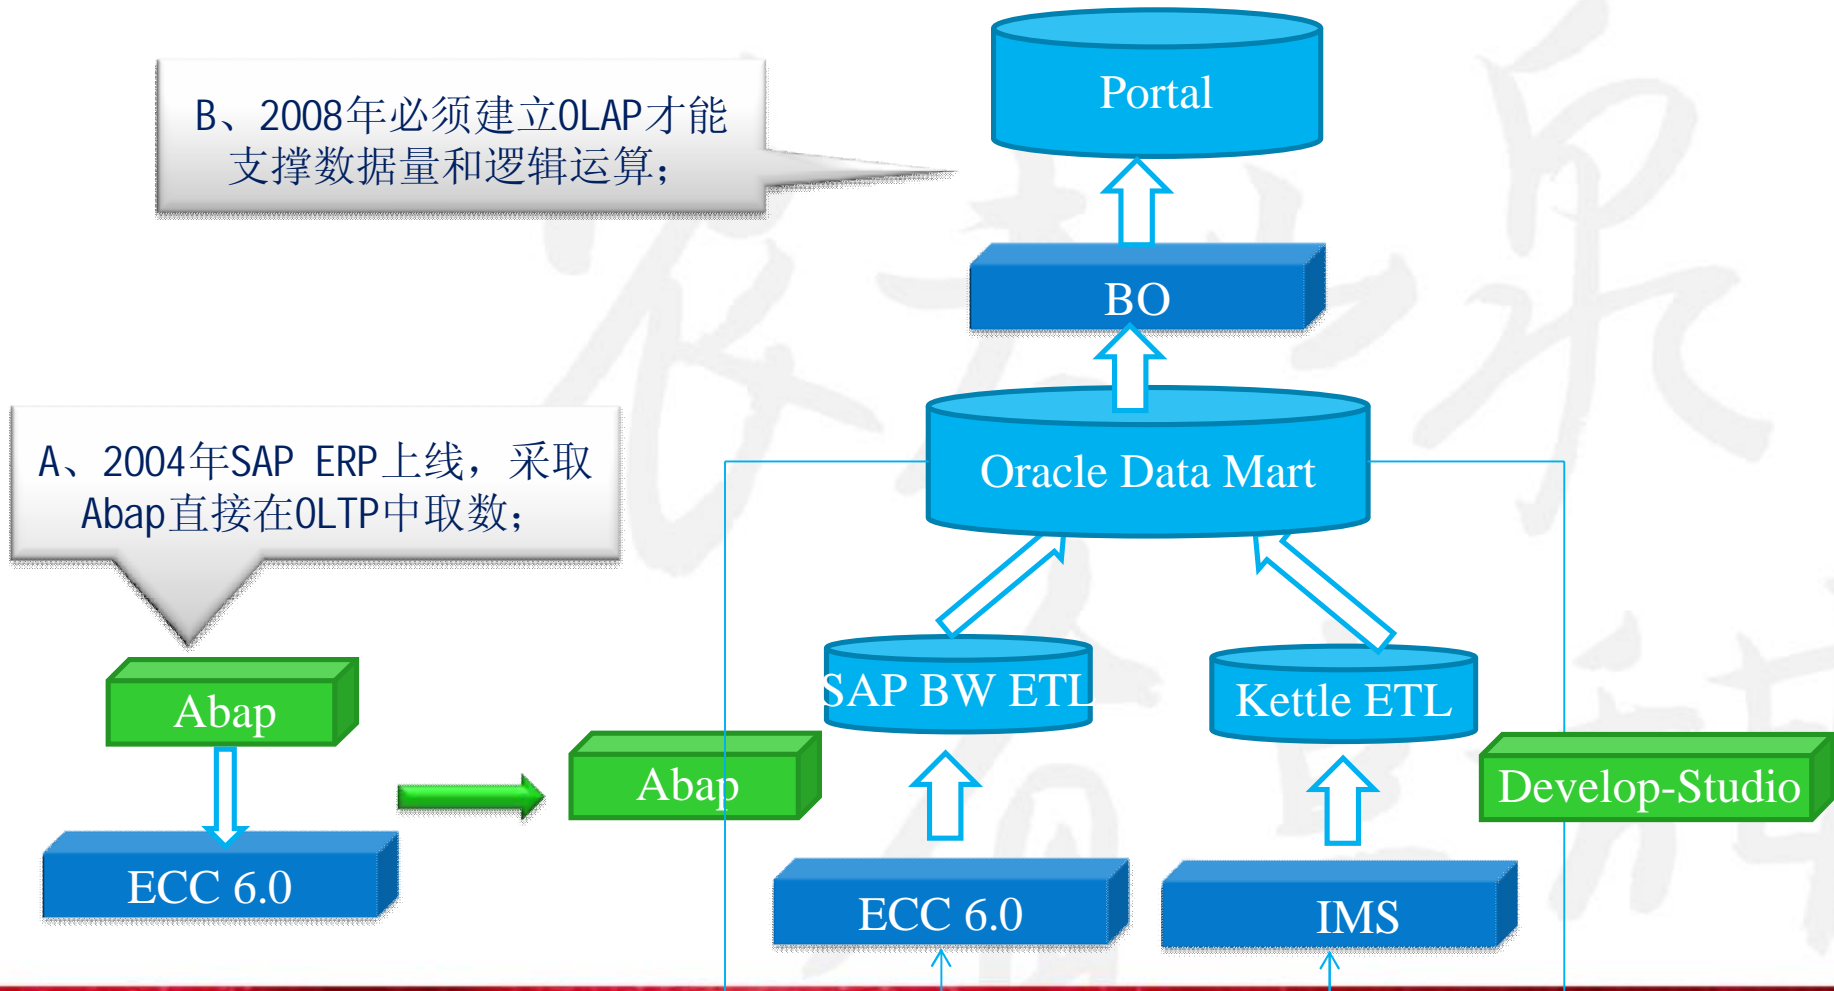 Portal
B、2008年必须建立OLAP才能
支撑数据量和逻辑运算；
BO
A、2004年SAP ERP上线，采取
Abap直接在OLTP中取数；
Oracle Data Mart
SAP BW ETL
Kettle ETL
Abap
Abap
Develop-Studio
ECC 6.0
ECC 6.0
IMS